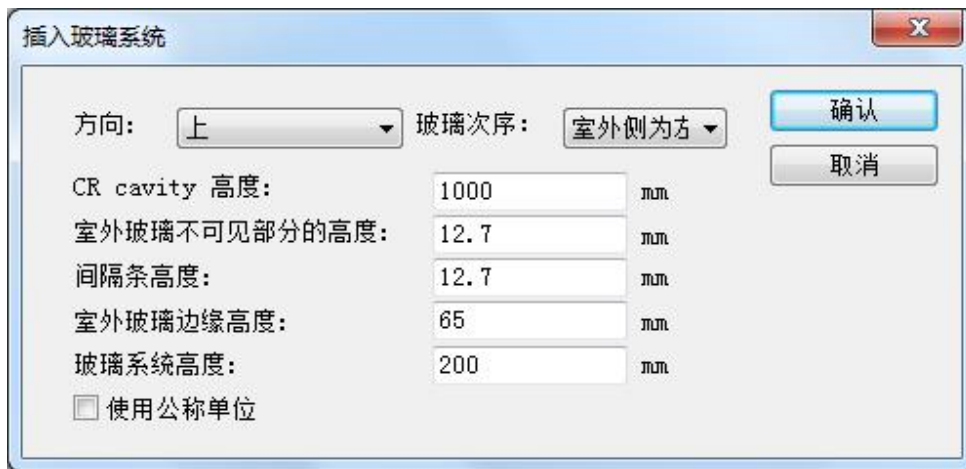 插入玻璃系统
方向： 上 玻璃次序： 室外侧为左
确认
取消
CR cavity 高度： 1000 mm
室外玻璃不可见部分的高度： 12.7 mm
间隔条高度： 12.7 mm
室外玻璃边缘高度： 65 mm
玻璃系统高度： 200 mm
使用公称单位